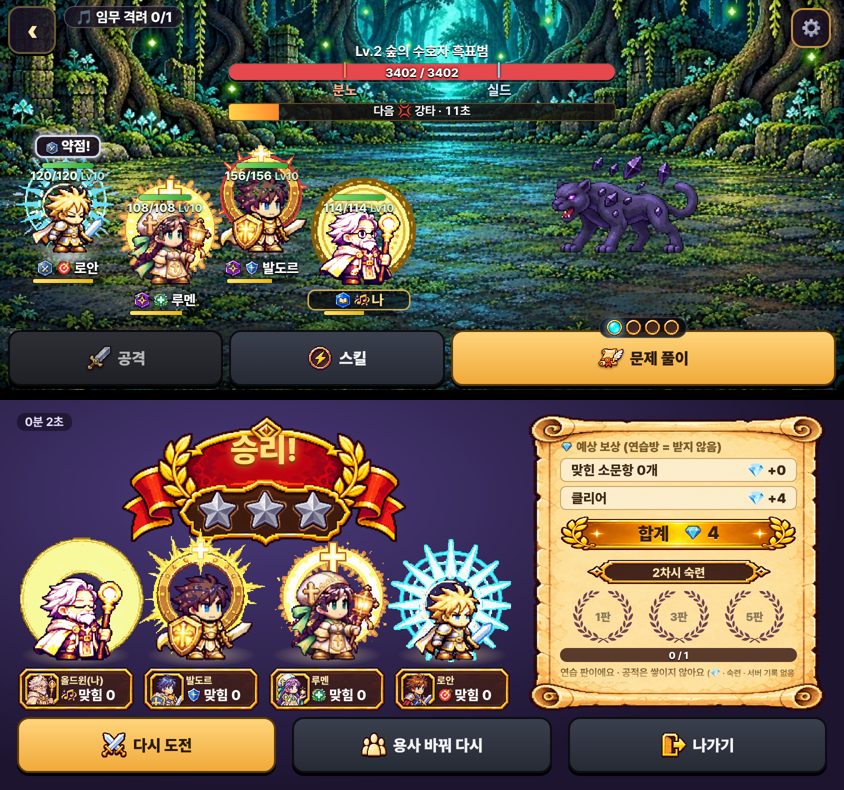 임무 격려 0/1
Lv.2 숲의 수호자 흑표범
3402 / 3402
분노 실드
다음 강타 · 11초
약점!
120/120 Lv10
156/156 Lv10
108/108 Lv10
114/114 Lv10
로안
발도르
루멘
나
공격
스킬
문제 풀이
0분 2초
승리!
예상 보상 (연습방 = 받지 않음)
맞힌 소문항 0개 +0
클리어 +4
합계 4
2차시 숙련
1판 3판 5판
0 / 1
연습 판이에요 · 공적은 쌓이지 않아요 ( · 숙련 · 서버 기록 없음
올드윈(나)
맞힘 0
발도르
맞힘 0
루멘
맞힘 0
로안
맞힘 0
다시 도전
용사 바꿔 다시
나가기